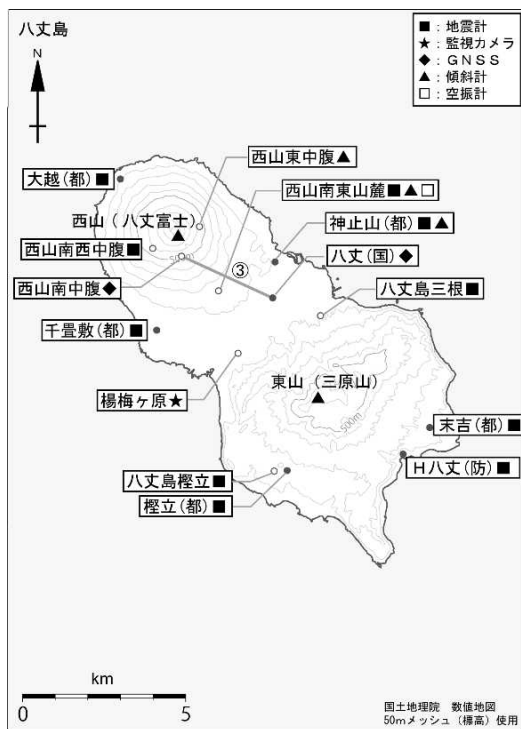 八丈島
■：地震計
★：監視カメラ
◆：ＧＮＳＳ
▲：傾斜計
□：空振計
N
西山東中腹▲
大越(都)■
西山南東山麓■▲□
西山（八丈富士）
神止山(都)■▲
西山南西中腹■
八丈(国)◆
③
西山南中腹◆
八丈島三根■
千畳敷(都)■
東山（三原山）
楊梅ヶ原★
500m
末吉(都)■
Ｈ八丈(防)■
八丈島樫立■
樫立(都)■
km
0 5
国土地理院　数値地図
50mメッシュ（標高）使用